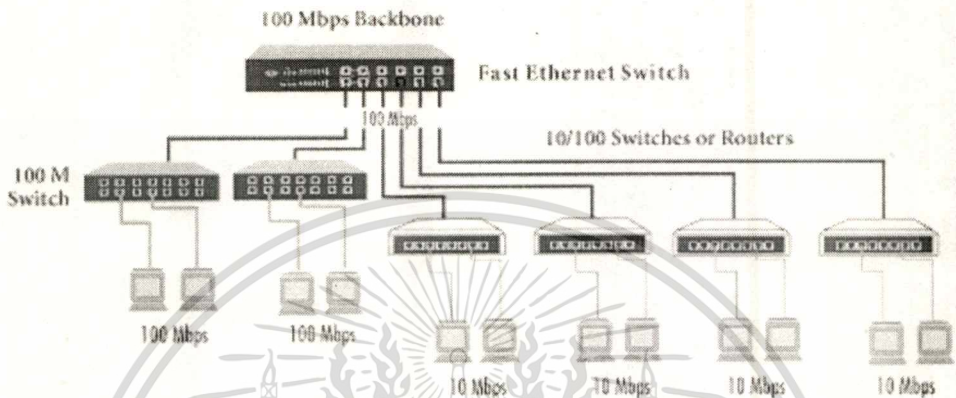 100 Mbps Backbone
Fast Ethernet Switch
100 Mbps
10/100 Switches or Routers
100 M
Switch
100 Mbps
100 Mbps
10 Mbps
10 Mbps
10 Mbps
10 Mbps